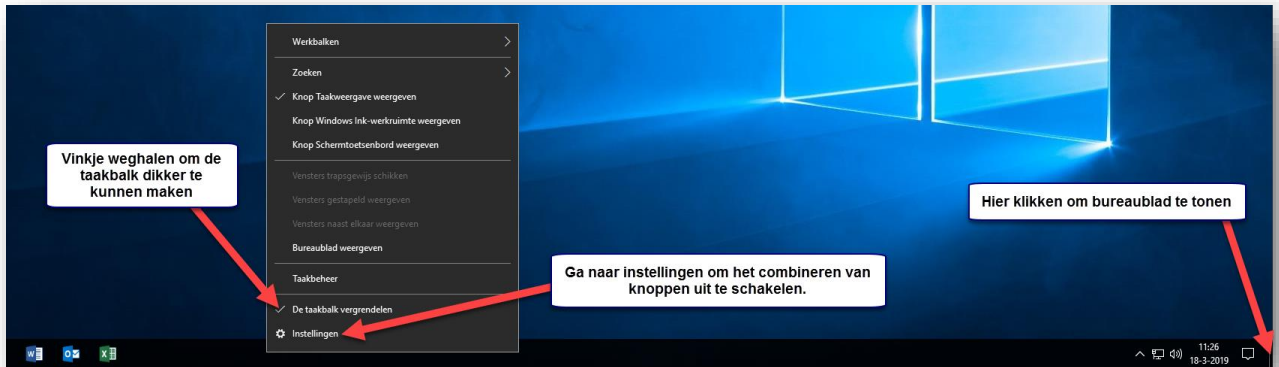 Werkbalken
Zoeken
Knop Taakweergave weergeven
Knop Windows Ink-werkruimte weergeven
Knop Schermtoetsenbord weergeven
Vensters trapsgewijs schikken
Vensters gestapeld weergeven
Vensters naast elkaar weergeven
Bureaublad weergeven
Taakbeheer
De taakbalk vergrendelen
Instellingen
Vinkje weghalen om de
taakbalk dikker te
kunnen maken
Ga naar instellingen om het combineren van
knoppen uit te schakelen.
Hier klikken om bureaublad te tonen
W
O
X
11:26
18-3-2019